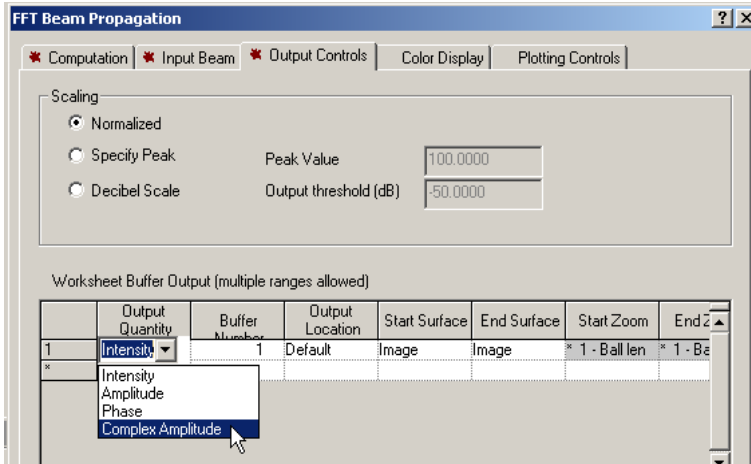 FFT Beam Propagation
Computation Input Beam Output Controls Color Display Plotting Controls
Scaling
Normalized
Specify Peak Peak Value 100.0000
Decibel Scale Output threshold (dB) -50.0000
Worksheet Buffer Output (multiple ranges allowed)
Output Quantity Buffer Number Output Location Start Surface End Surface Start Zoom End Z
1 Intensity 1 Default Image Image * 1 - Ball len * 1 - Ba
*
Intensity
Amplitude
Phase
Complex Amplitude